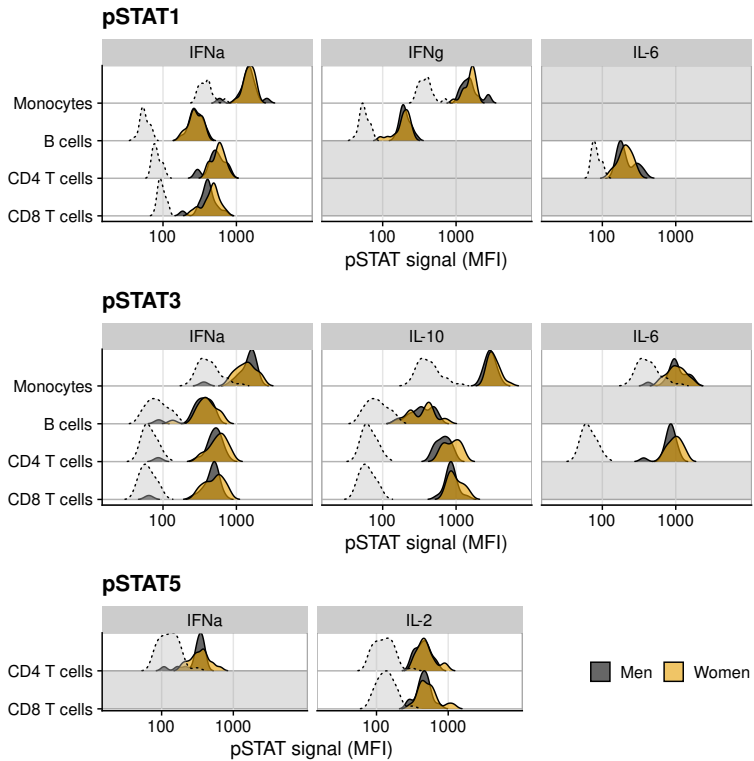 pSTAT1
IFNa IFNg IL-6
Monocytes
B cells
CD4 T cells
CD8 T cells
100 1000 100 1000 100 1000
pSTAT signal (MFI)
pSTAT3
IFNa IL-10 IL-6
Monocytes
B cells
CD4 T cells
CD8 T cells
100 1000 100 1000 100 1000
pSTAT signal (MFI)
pSTAT5
IFNa IL-2
CD4 T cells
Men Women
CD8 T cells
100 1000 100 1000
pSTAT signal (MFI)